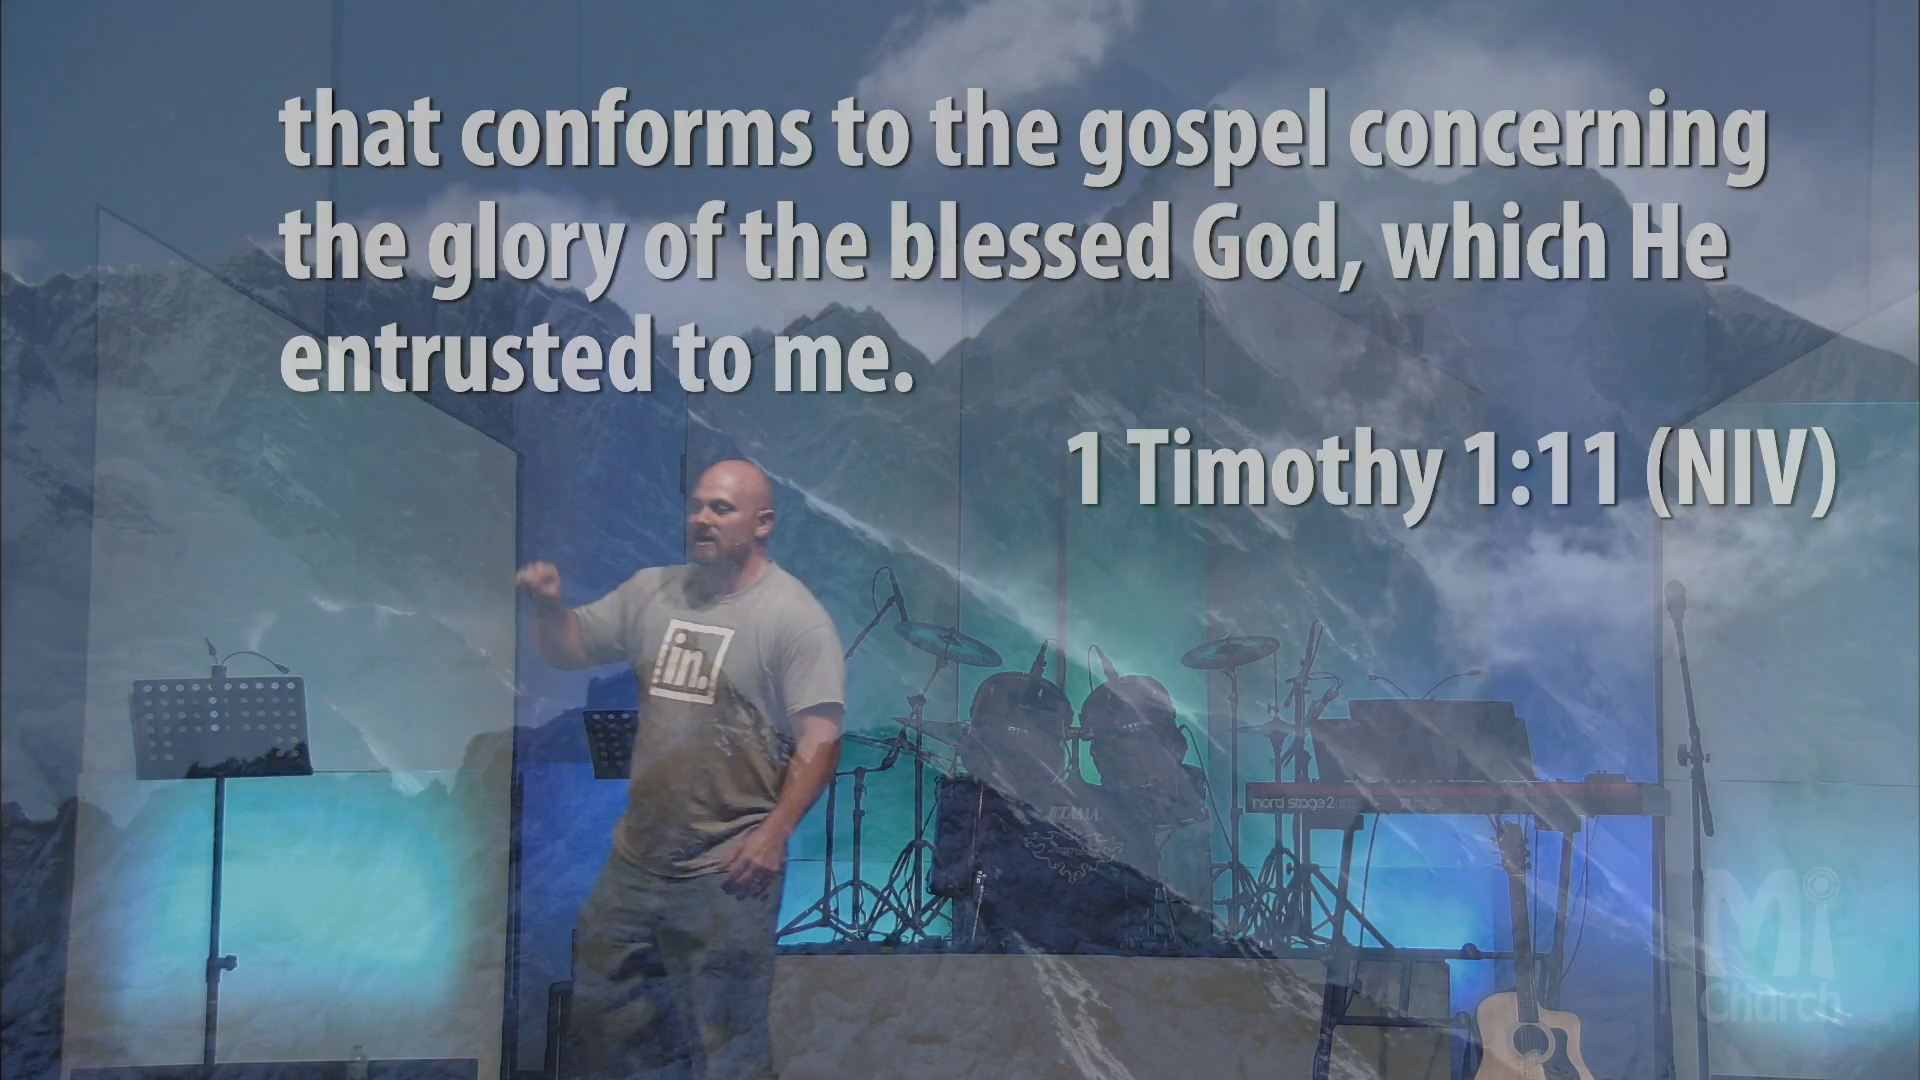 that conforms to the gospel concerning
the glory of the blessed God, which He
entrusted to me.
1 Timothy 1:11 (NIV)
in.
TAMA
nord stage 2
Mi
Church